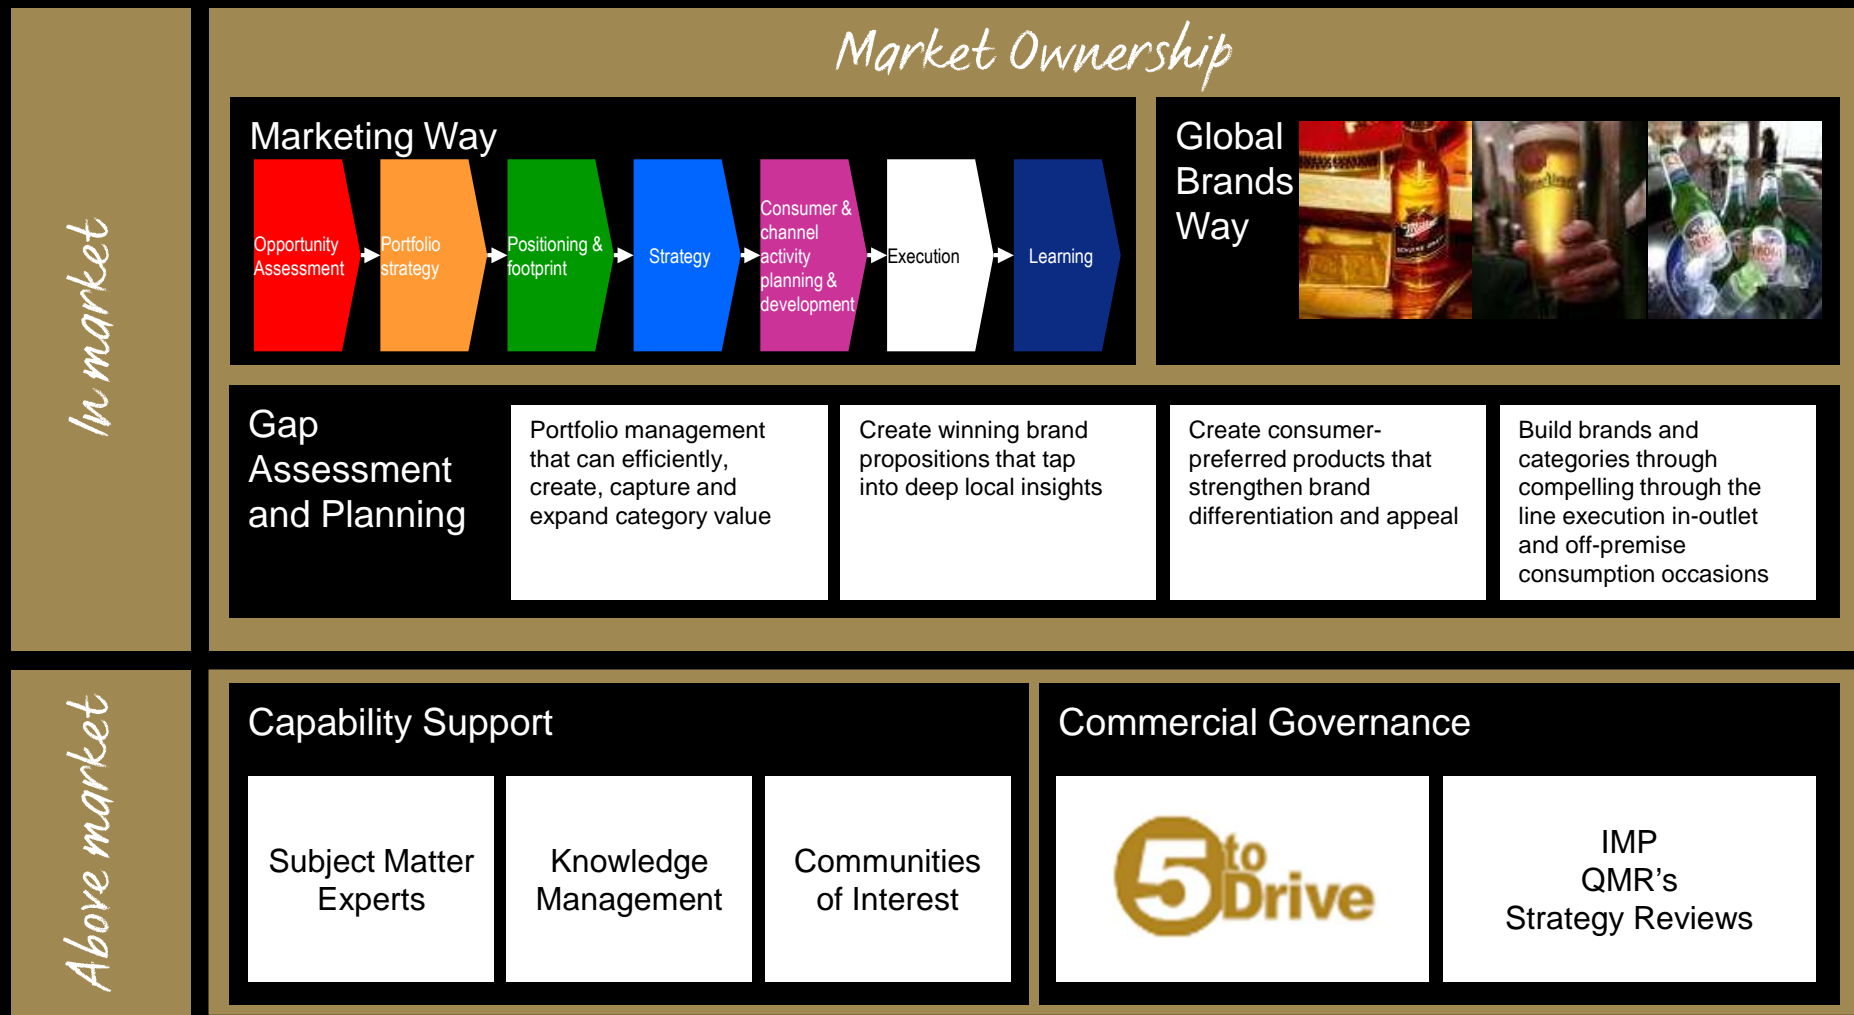 Market Ownership
In market
Marketing Way
Opportunity
Assessment
Portfolio
strategy
Positioning &
footprint
Strategy
Consumer &
channel
activity
planning &
development
Execution
Learning
Global
Brands
Way
Miller
Gap
Assessment
and Planning
Portfolio management
that can efficiently,
create, capture and
expand category value
Create winning brand
propositions that tap
into deep local insights
Create consumer-
preferred products that
strengthen brand
differentiation and appeal
Build brands and
categories through
compelling through the
line execution in-outlet
and off-premise
consumption occasions
Above market
Capability Support
Subject Matter
Experts
Knowledge
Management
Communities
of Interest
Commercial Governance
5 to
Drive
IMP
QMR's
Strategy Reviews